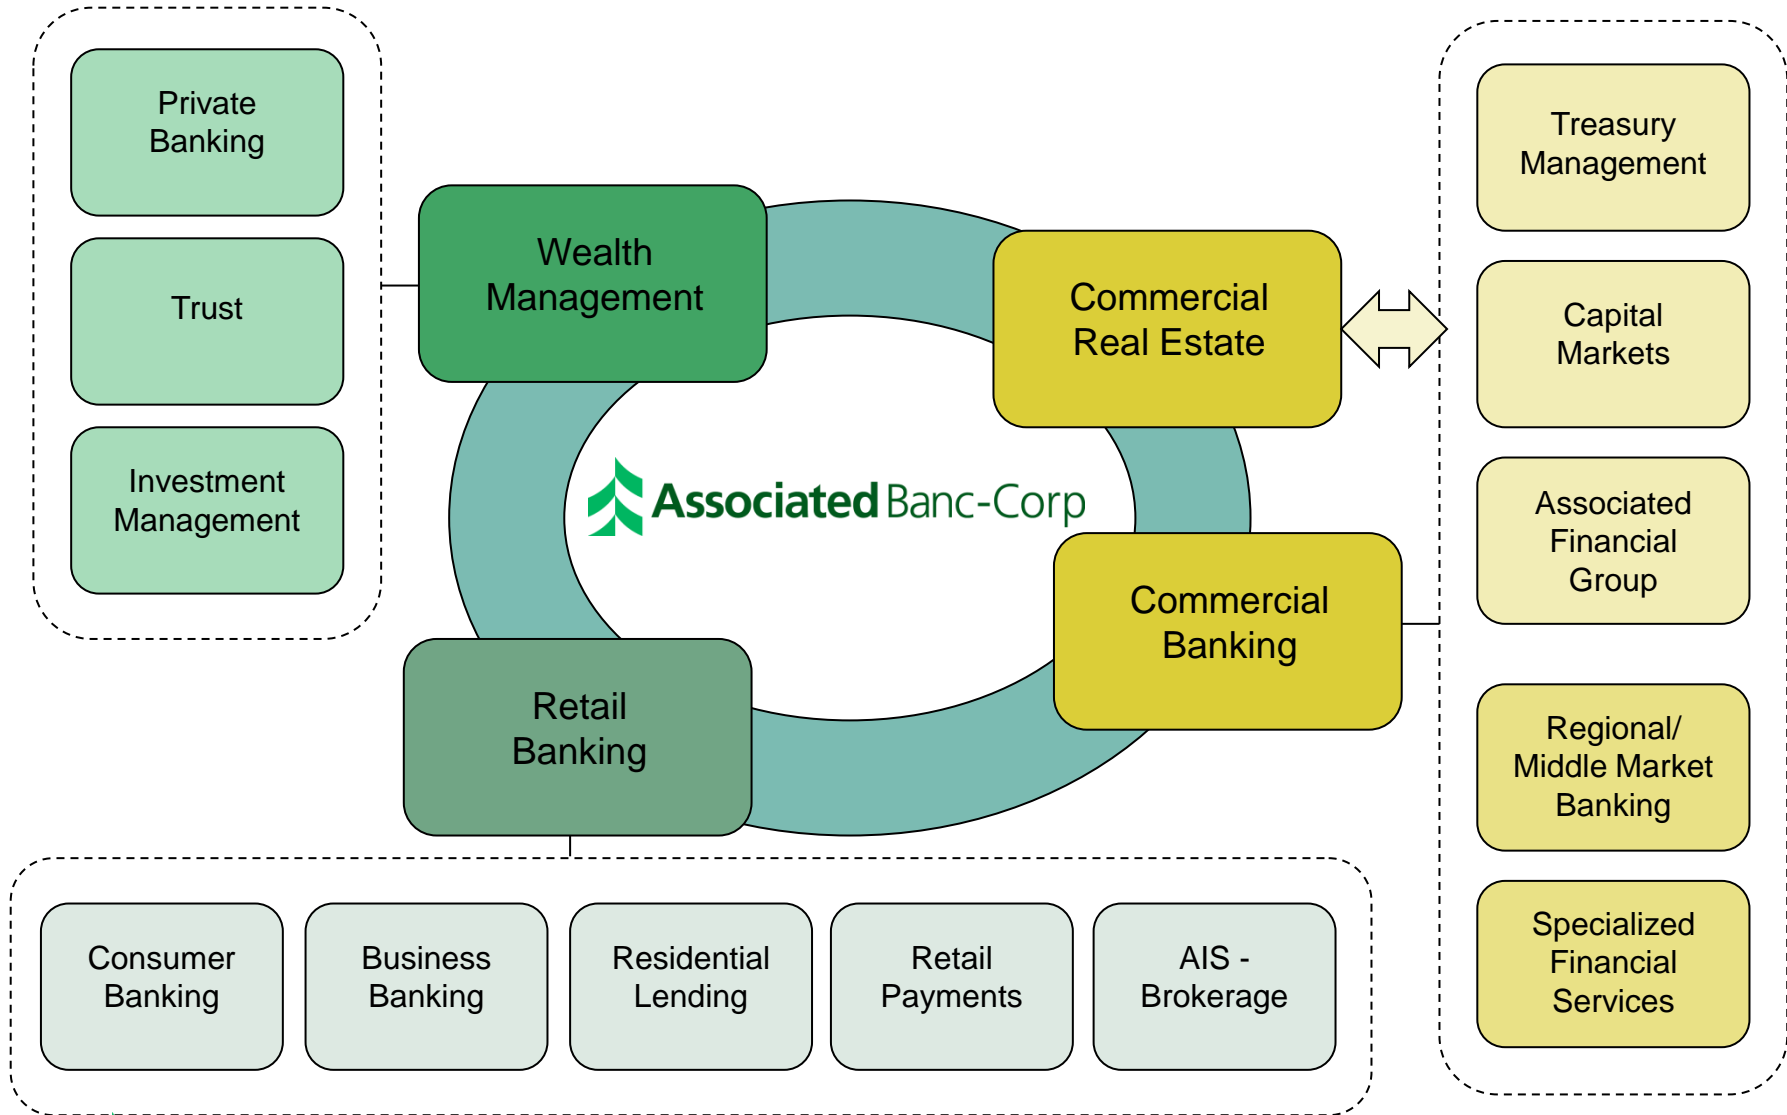 Private
Banking
Trust
Investment
Management
Wealth
Management
Commercial
Real Estate
Associated Banc-Corp
Commercial
Banking
Retail
Banking
Treasury
Management
Capital
Markets
Associated
Financial
Group
Regional/
Middle Market
Banking
Specialized
Financial
Services
Consumer
Banking
Business
Banking
Residential
Lending
Retail
Payments
AIS -
Brokerage